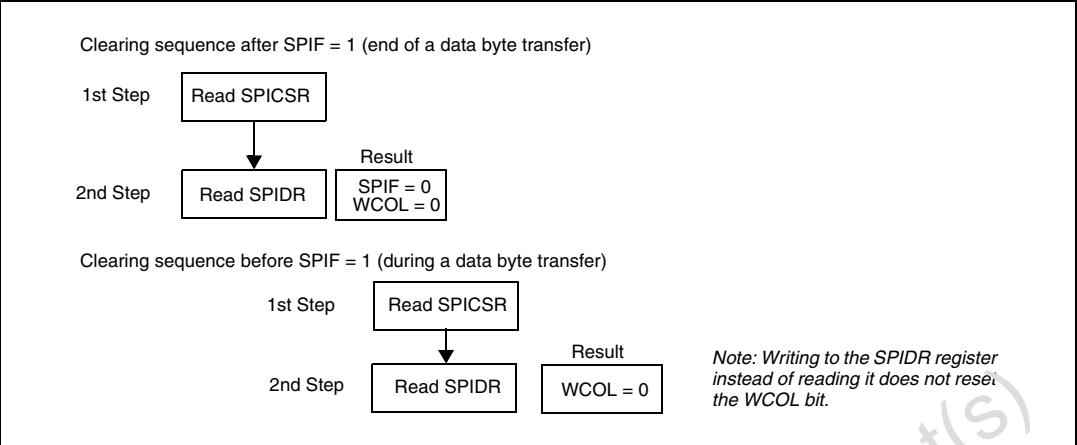 Clearing sequence after SPIF = 1 (end of a data byte transfer)
1st Step
Read SPICSR
Result
2nd Step
Read SPIDR
SPIF = 0
WCOL = 0
Clearing sequence before SPIF = 1 (during a data byte transfer)
1st Step
Read SPICSR
Result
2nd Step
Read SPIDR
WCOL = 0
Note: Writing to the SPIDR register
instead of reading it does not reset
the WCOL bit.